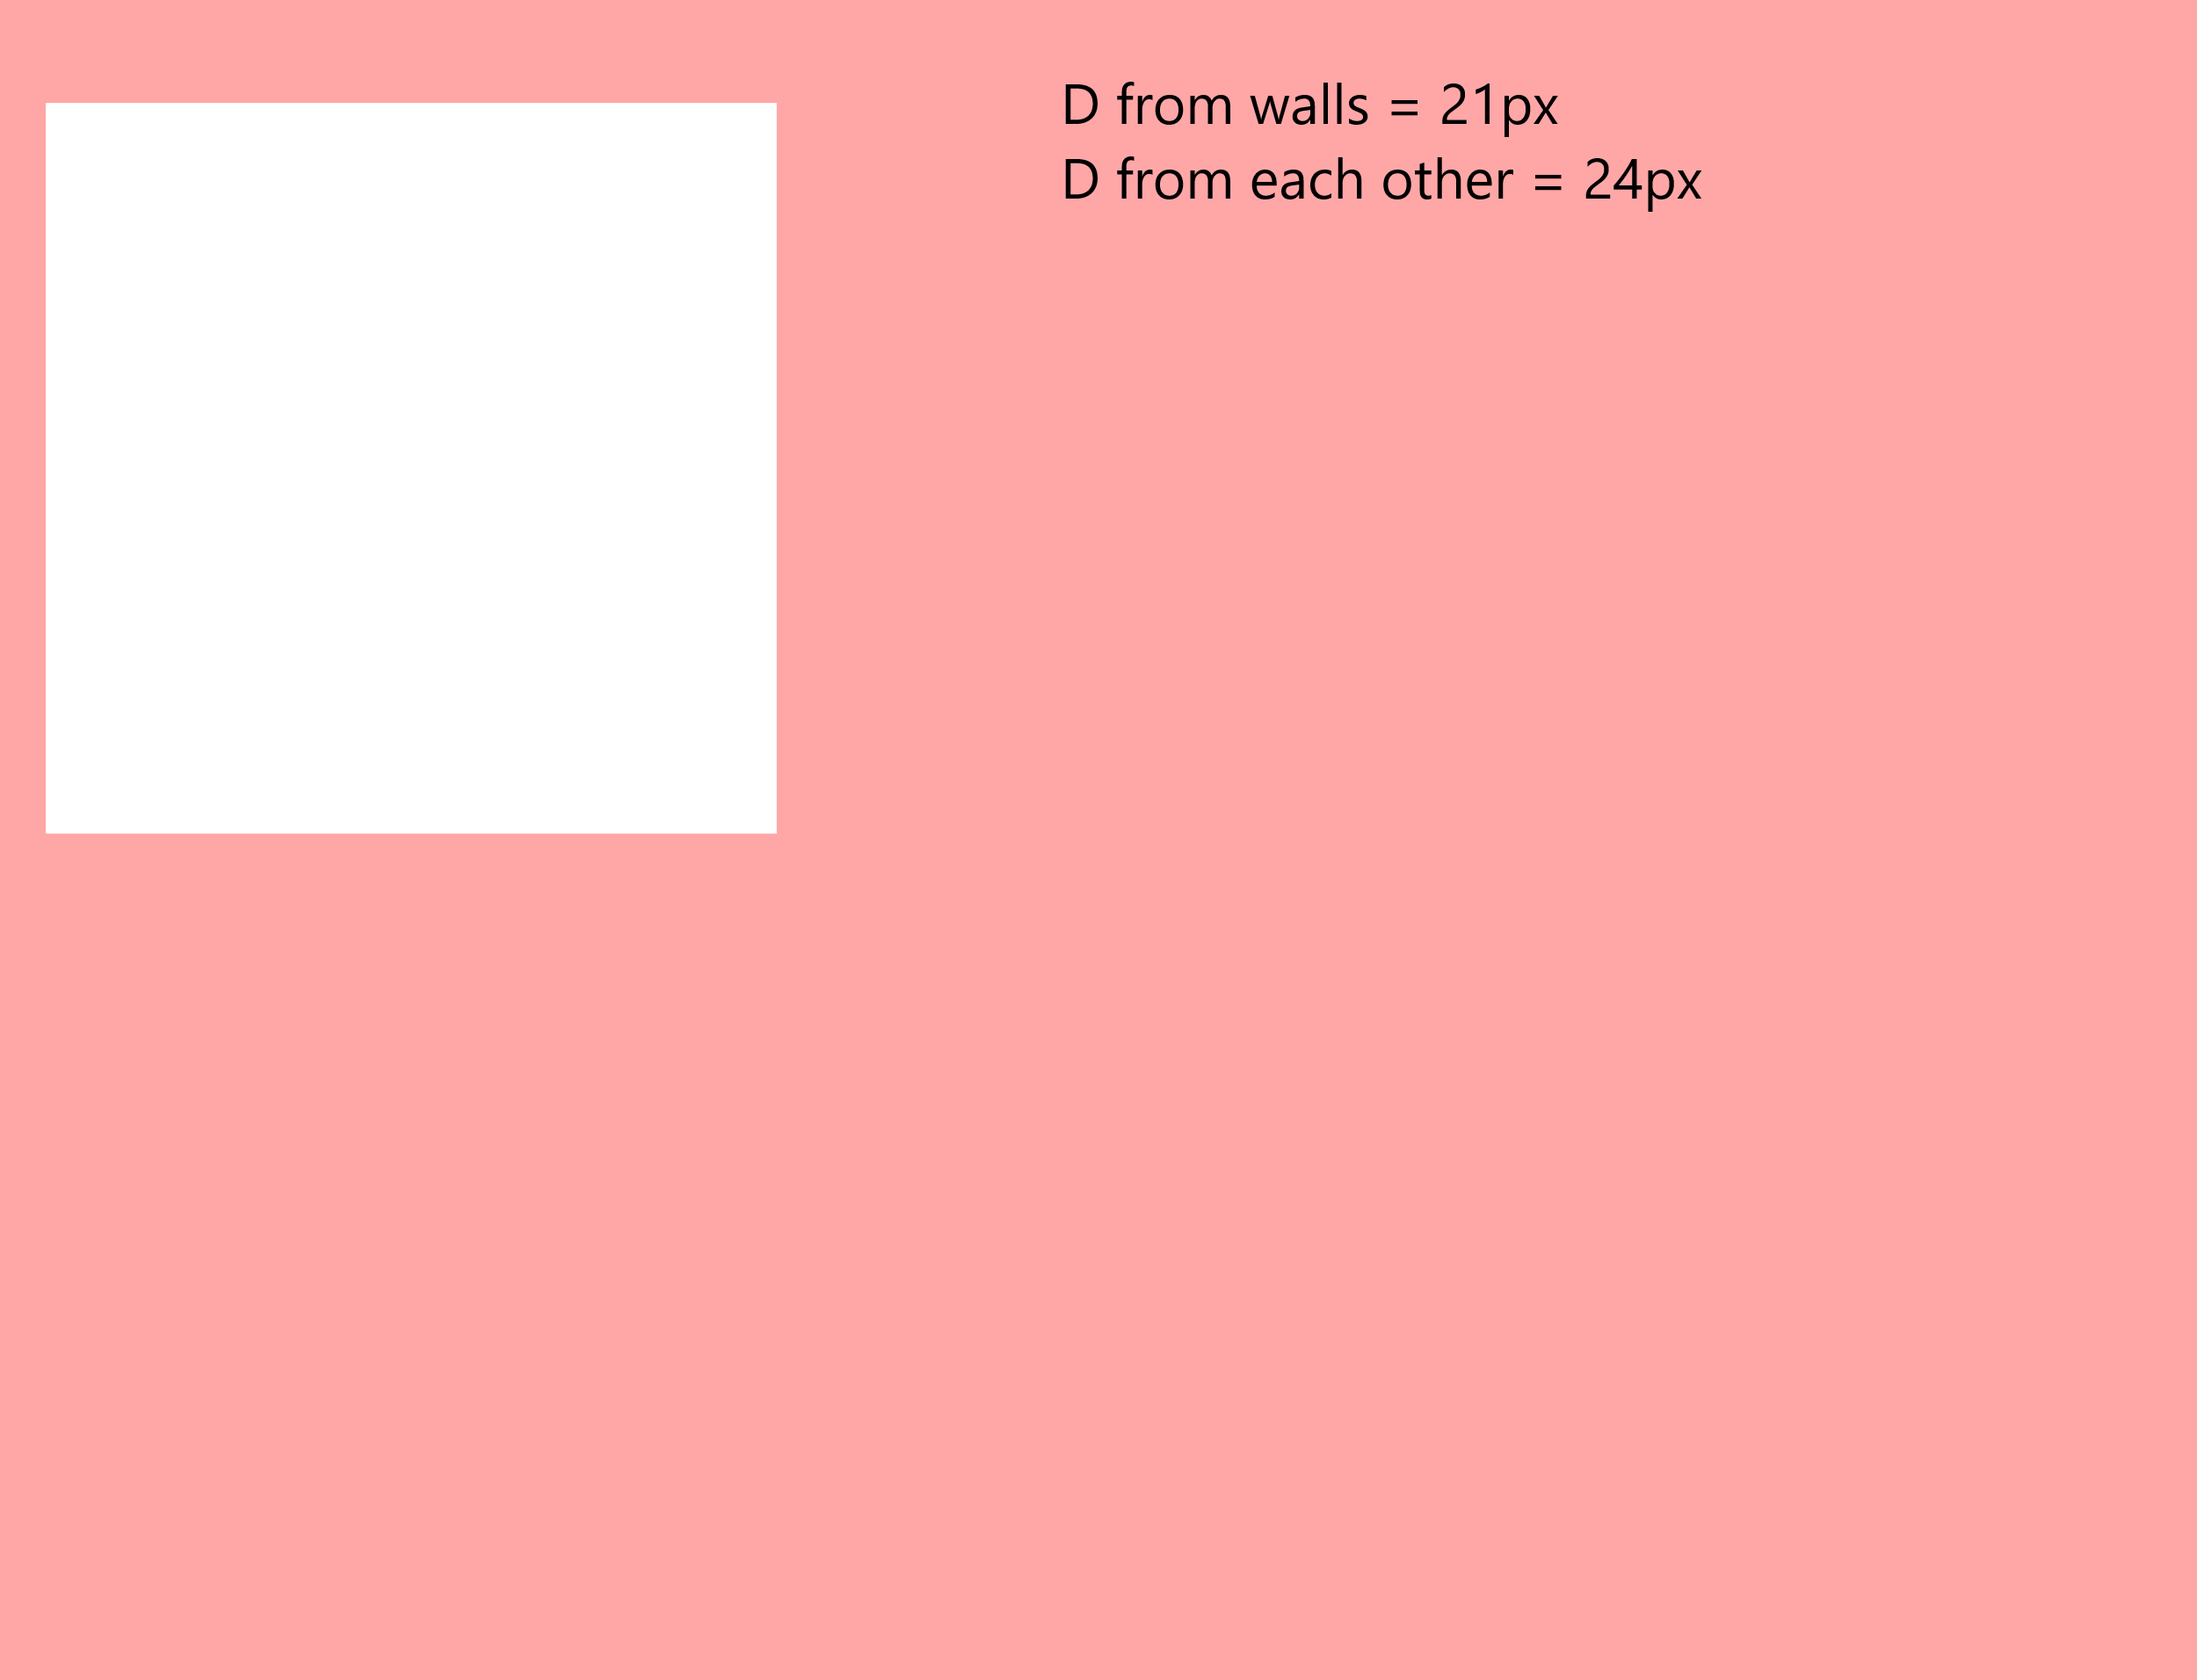 D from walls = 21px
D from each other = 24px